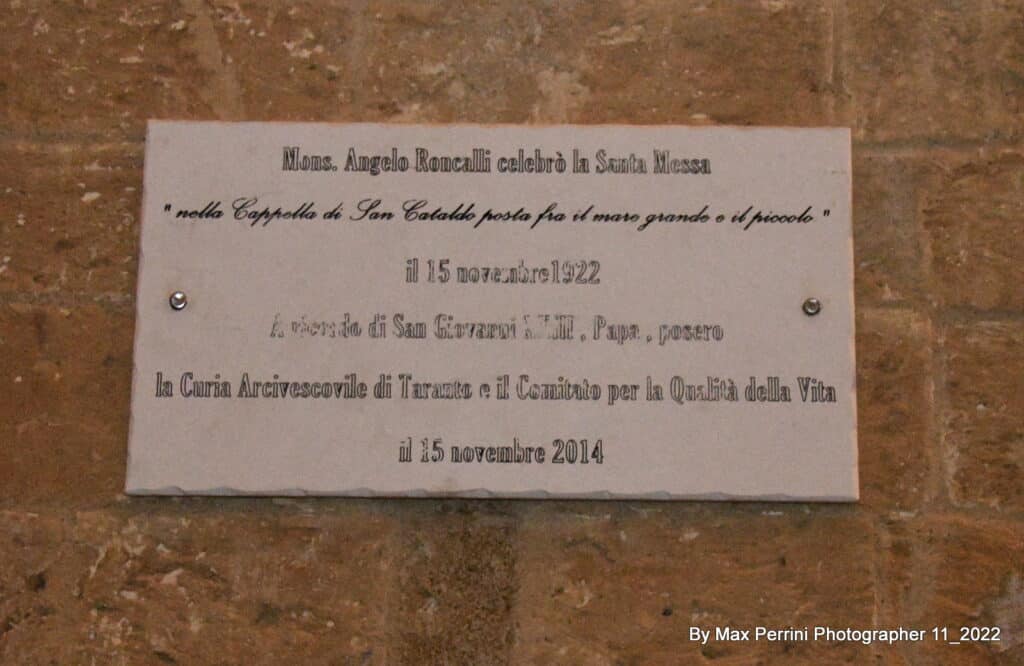 Mons. Angelo Roncalli celebrò la Santa Messa
" nella Cappella di San Cataldo posta fra il mare grande e il piccolo "
il 15 novembre1922
A ricordo di San Giovanni XXIII , Papa , posero
la Curia Arcivescovile di Taranto e il Comitato per la Qualità della Vita
il 15 novembre 2014
By Max Perrini Photographer 11_2022